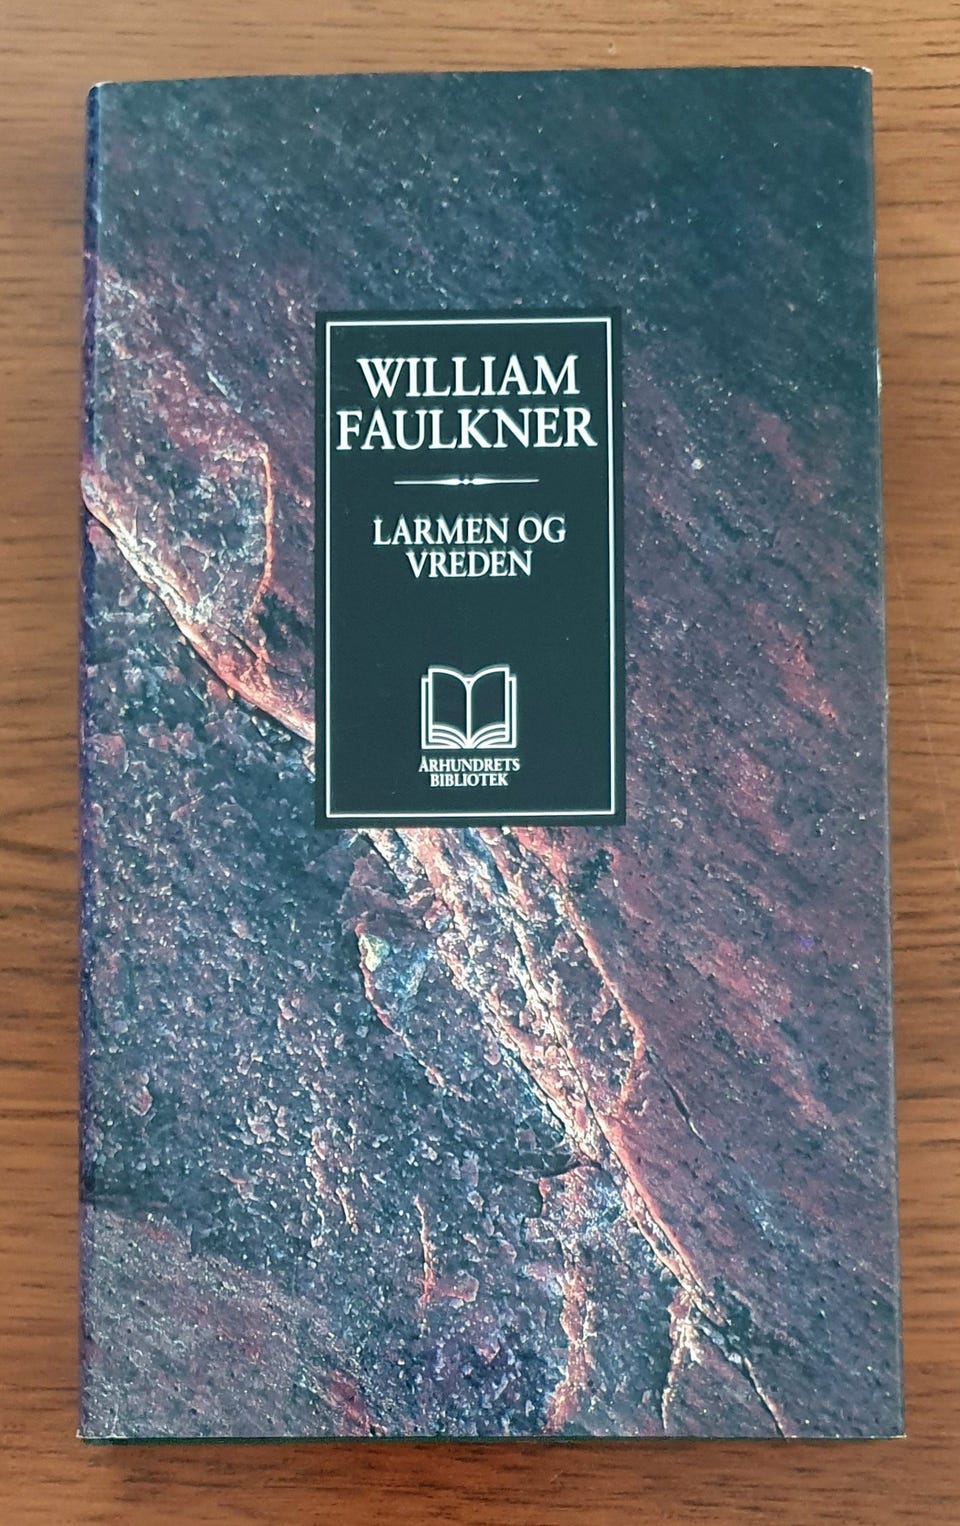 WILLIAM
FAULKNER
LARMEN OG
VREDEN
ÅRHUNDRETS
BIBLIOTEK